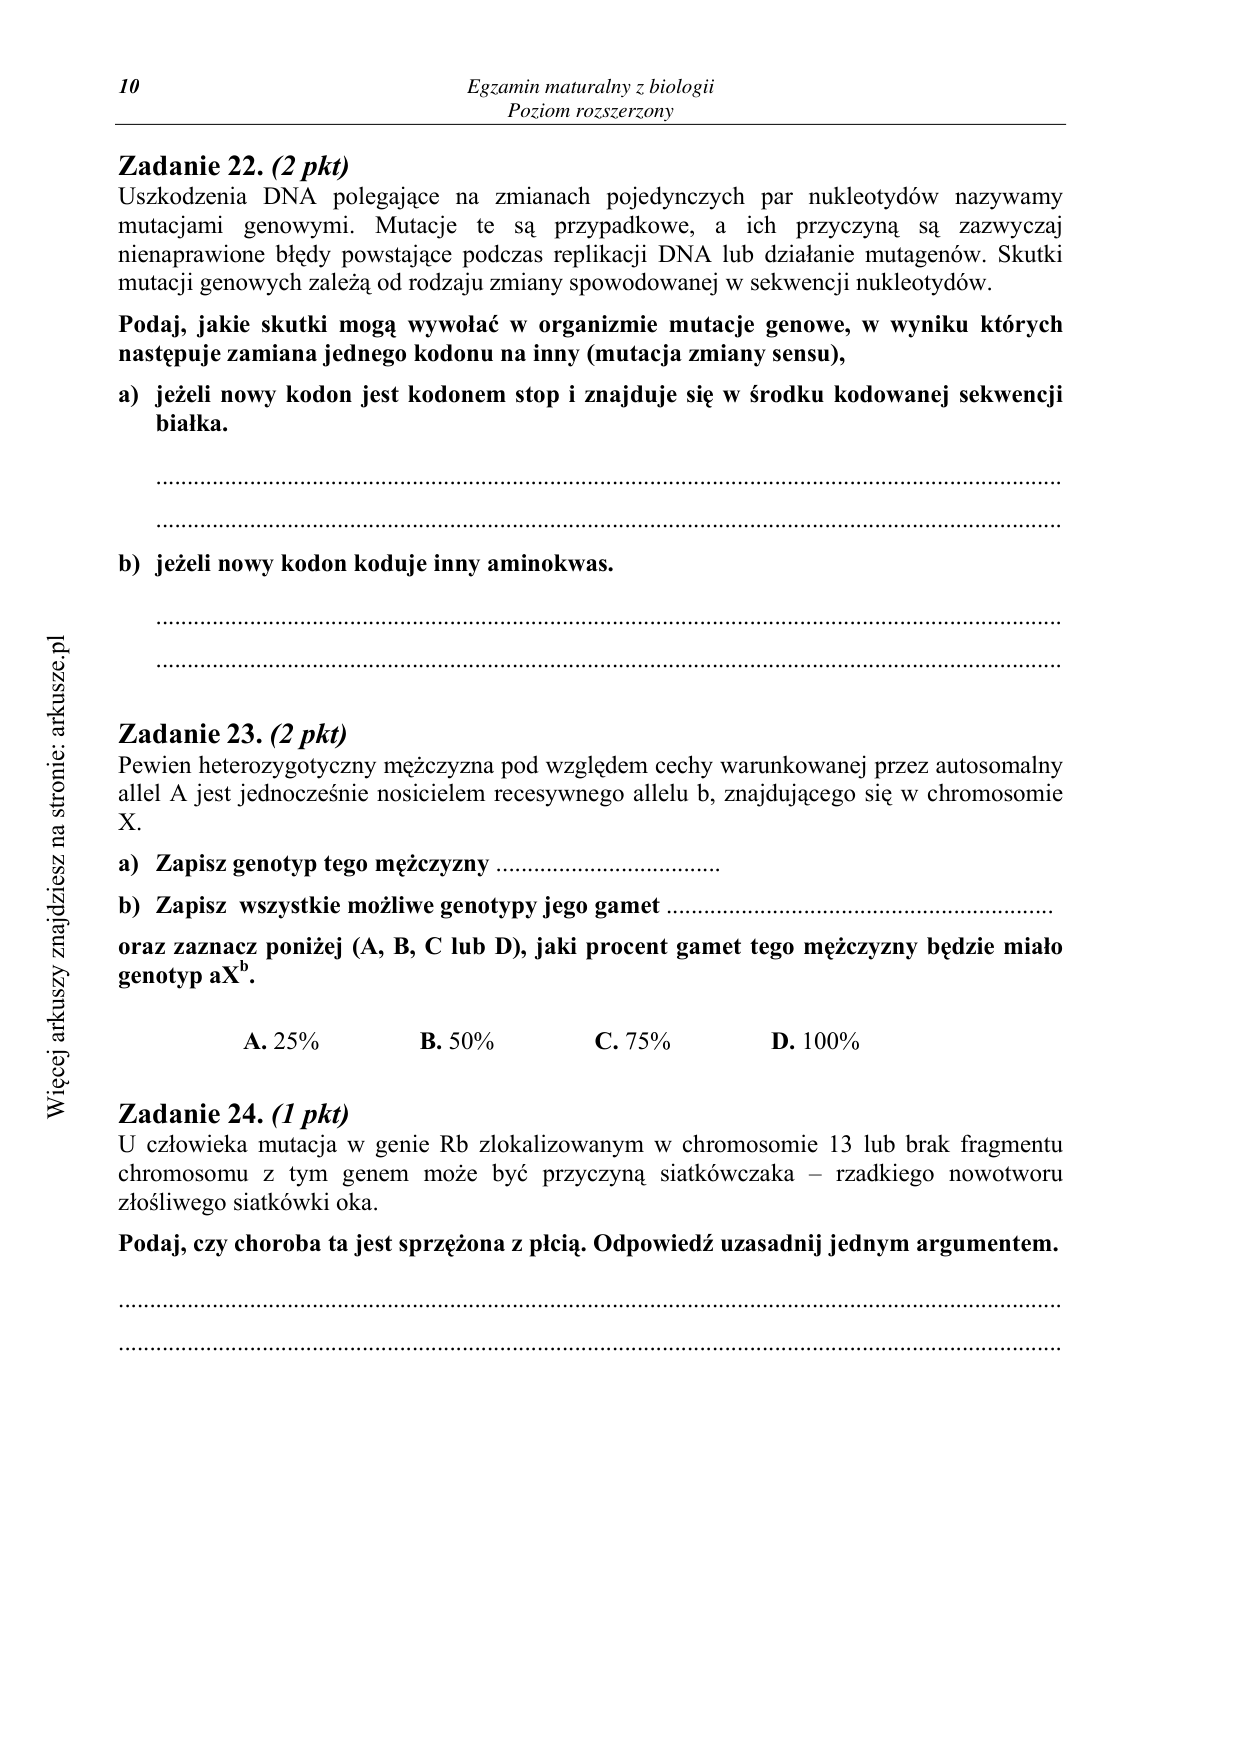 10
Egzamin maturalny z biologii
Poziom rozszerzony
Zadanie 22. (2 pkt)
Uszkodzenia DNA polegające na zmianach pojedynczych par nukleotydów nazywamy
mutacjami genowymi. Mutacje te są przypadkowe, a ich przyczyną są zazwyczaj
nienaprawione błędy powstające podczas replikacji DNA lub działanie mutagenów. Skutki
mutacji genowych zależą od rodzaju zmiany spowodowanej w sekwencji nukleotydów.
Podaj, jakie skutki mogą wywołać w organizmie mutacje genowe, w wyniku których
następuje zamiana jednego kodonu na inny (mutacja zmiany sensu),
a) jeżeli nowy kodon jest kodonem stop i znajduje się w środku kodowanej sekwencji
białka.
................................................................................
................................................................................
b) jeżeli nowy kodon koduje inny aminokwas.
................................................................................
................................................................................
Zadanie 23. (2 pkt)
Pewien heterozygotyczny mężczyzna pod względem cechy warunkowanej przez autosomalny
allel A jest jednocześnie nosicielem recesywnego allelu b, znajdującego się w chromosomie
X.
a) Zapisz genotyp tego mężczyzny ....................................
b) Zapisz wszystkie możliwe genotypy jego gamet ..............................................................
oraz zaznacz poniżej (A, B, C lub D), jaki procent gamet tego mężczyzny będzie miało
genotyp aXᵇ.
A. 25% B. 50% C. 75% D. 100%
Zadanie 24. (1 pkt)
U człowieka mutacja w genie Rb zlokalizowanym w chromosomie 13 lub brak fragmentu
chromosomu z tym genem może być przyczyną siatkówczaka – rzadkiego nowotworu
złośliwego siatkówki oka.
Podaj, czy choroba ta jest sprzężona z płcią. Odpowiedź uzasadnij jednym argumentem.
................................................................................
................................................................................
Więcej arkuszy znajdziesz na stronie: arkusze.pl